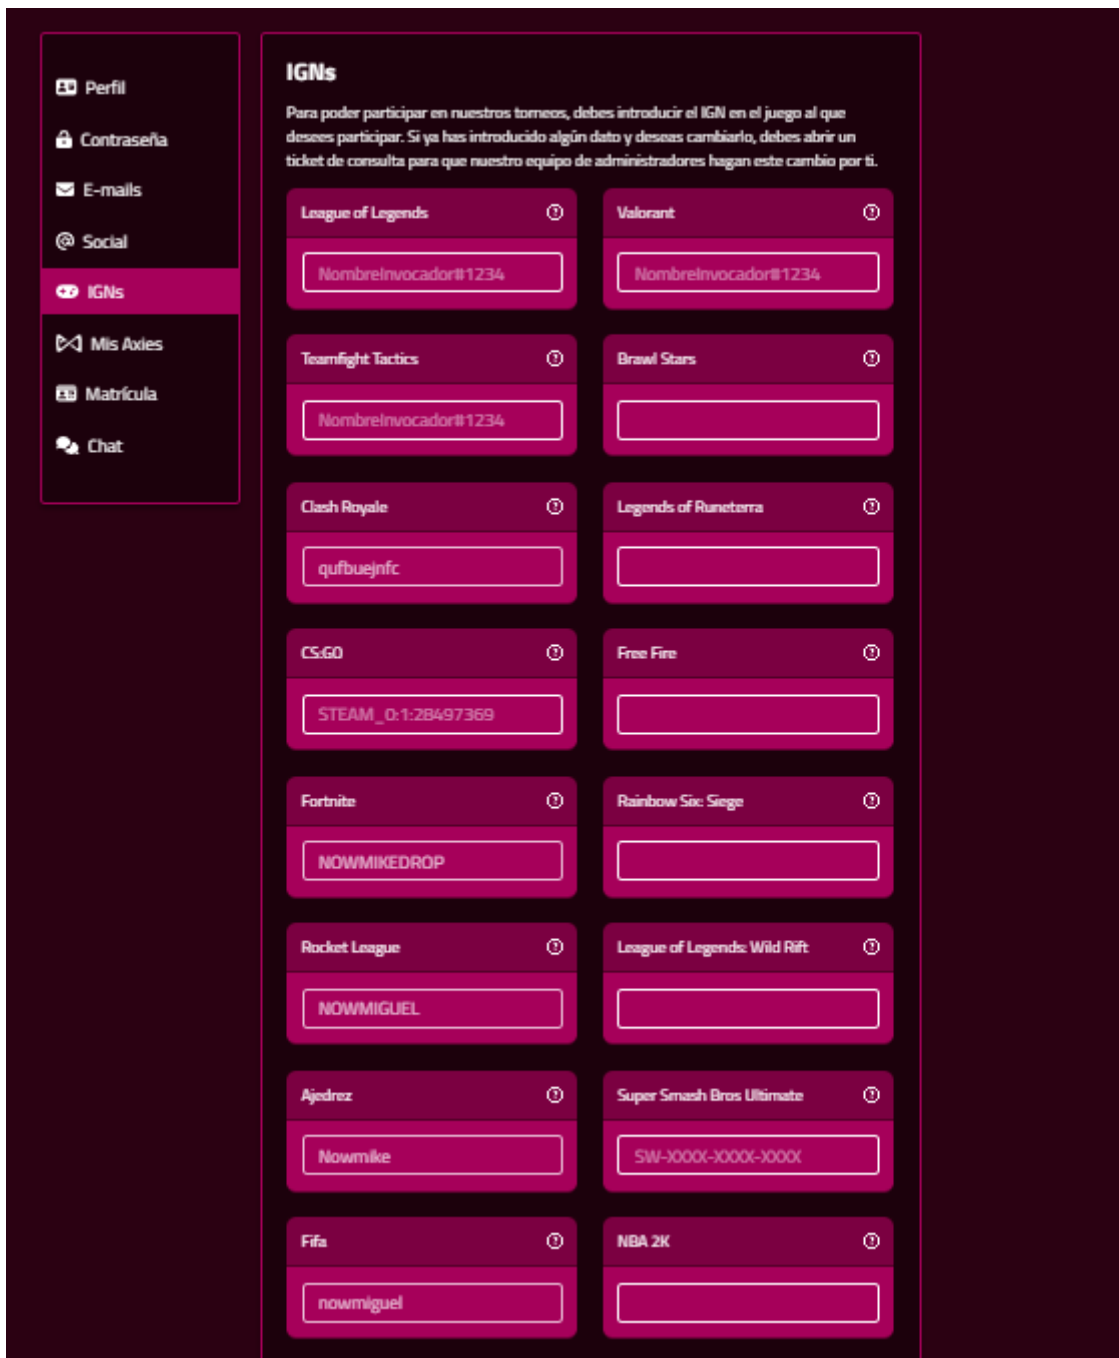 Perfil
Contraseña
E-mails
Social
IGNs
Mis Axies
Matrícula
Chat
IGNs
Para poder participar en nuestros torneos, debes introducir el IGN en el juego al que
desees participar. Si ya has introducido algún dato y deseas cambiarlo, debes abrir un
ticket de consulta para que nuestro equipo de administradores hagan este cambio por ti.
League of Legends
Valorant
NombreInvocador#1234
NombreInvocador#1234
Teamfight Tactics
Brawl Stars
NombreInvocador#1234
Clash Royale
Legends of Runeterra
qufbuejnfc
CS:GO
Free Fire
STEAM_0:1:28497369
Fortnite
Rainbow Six: Siege
NOWMIKEDROP
Rocket League
League of Legends: Wild Rift
NOWMIGUEL
Ajedrez
Super Smash Bros Ultimate
Nowmike
SW-XXXX-XXXX-XXXX
Fifa
NBA 2K
nowmiguel